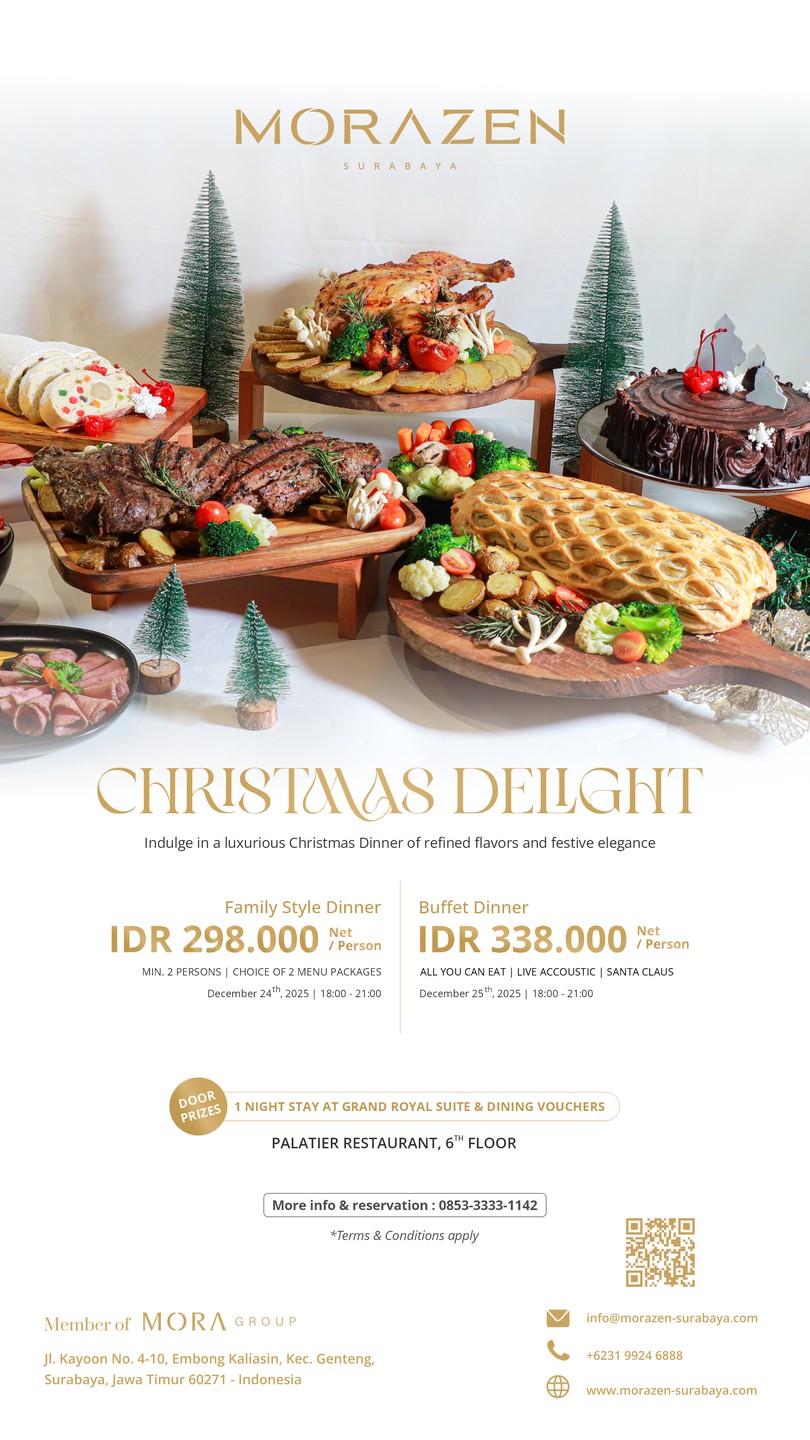 MORAZEN
SURABAYA
CHRISTMAS DELIGHT
Indulge in a luxurious Christmas Dinner of refined flavors and festive elegance
Family Style Dinner
IDR 298.000 Net / Person
MIN. 2 PERSONS | CHOICE OF 2 MENU PACKAGES
December 24th, 2025 | 18:00 - 21:00
Buffet Dinner
IDR 338.000 Net / Person
ALL YOU CAN EAT | LIVE ACCOUSTIC | SANTA CLAUS
December 25th, 2025 | 18:00 - 21:00
DOOR PRIZES
1 NIGHT STAY AT GRAND ROYAL SUITE & DINING VOUCHERS
PALATIER RESTAURANT, 6TH FLOOR
More info & reservation : 0853-3333-1142
*Terms & Conditions apply
Member of MORA GROUP
Jl. Kayoon No. 4-10, Embong Kaliasin, Kec. Genteng,
Surabaya, Jawa Timur 60271 - Indonesia
info@morazen-surabaya.com
+6231 9924 6888
www.morazen-surabaya.com